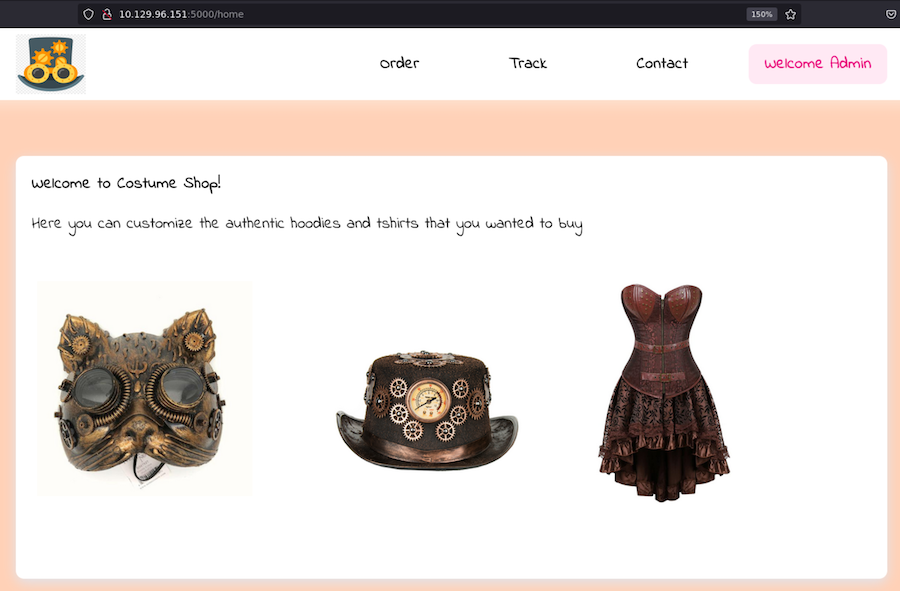 10.129.96.151:5000/home
150%
Order
Track
Contact
Welcome Admin
Welcome to Costume Shop!
Here you can customize the authentic hoodies and tshirts that you wanted to buy